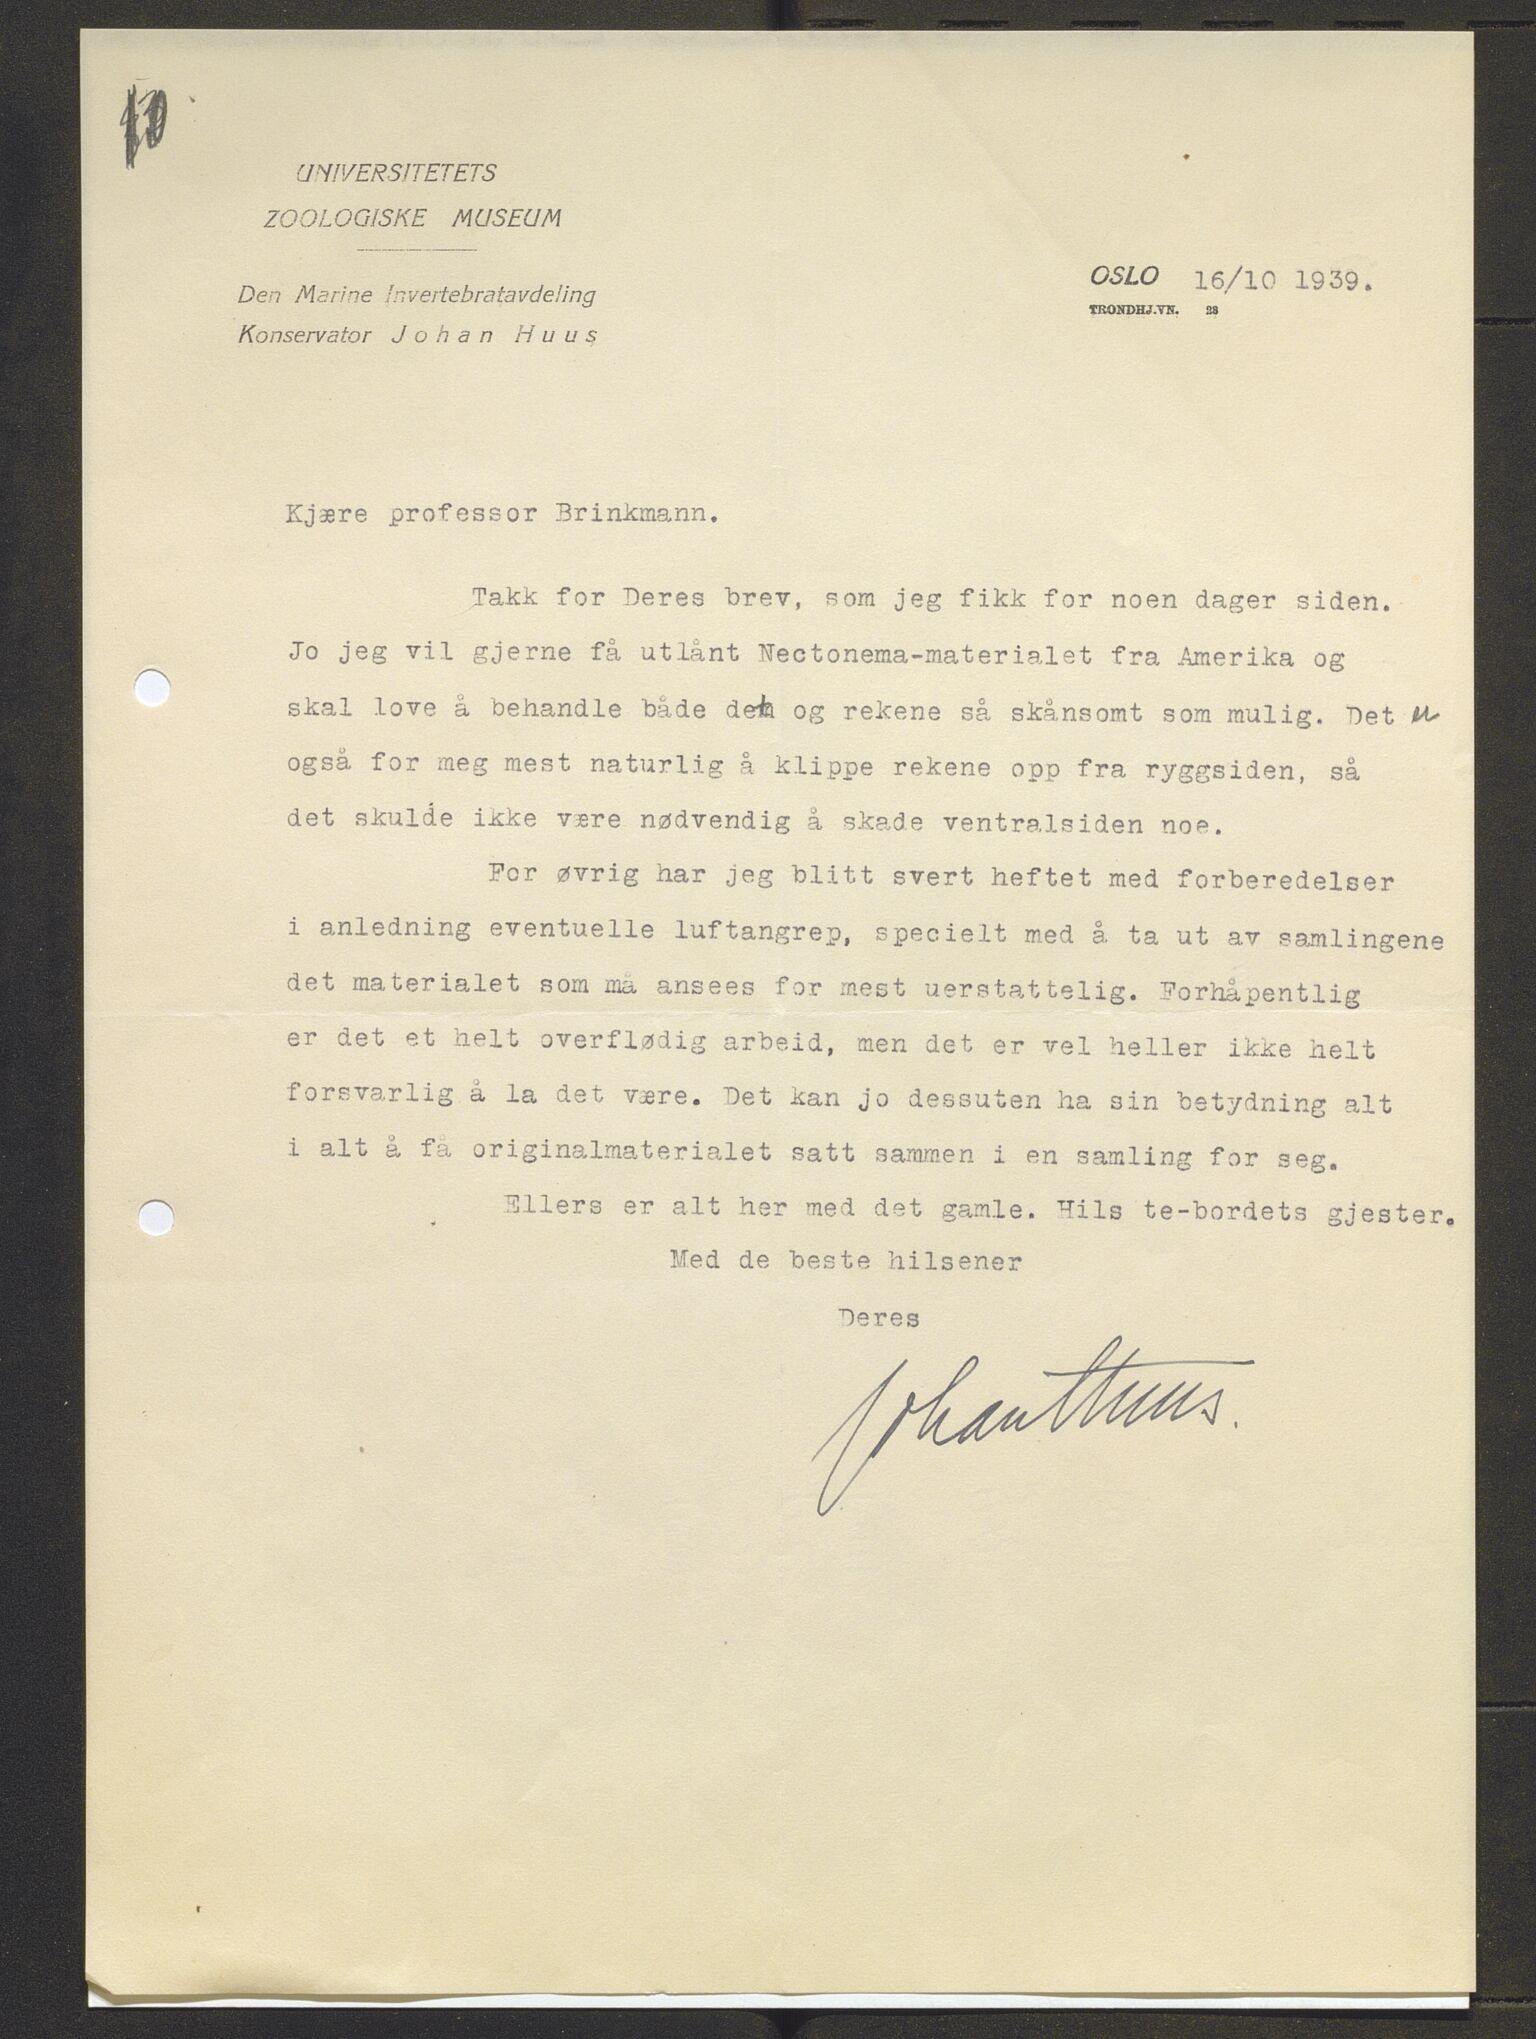 UNIVERSITETETS
ZOOLOGISKE MUSEUM
Den Marine Invertebratavdeling
Konservator Johan Huus
OSLO 16/10 1939.
TRONDHJ.VN. 23
Kjære professor Brinkmann.
Takk for Deres brev, som jeg fikk for noen dager siden.
Jo jeg vil gjerne få utlånt Nectonema-materialet fra Amerika og
skal love å behandle både det og rekene så skånsomt som mulig. Det er
også for meg mest naturlig å klippe rekene opp fra ryggsiden, så
det skulde ikke være nødvendig å skade ventralsiden noe.
For øvrig har jeg blitt svert heftet med forberedelser
i anledning eventuelle luftangrep, specielt med å ta ut av samlingene
det materialet som må ansees for mest uerstattelig. Forhåpentlig
er det et helt overflødig arbeid, men det er vel heller ikke helt
forsvarlig å la det være. Det kan jo dessuten ha sin betydning alt
i alt å få originalmaterialet satt sammen i en samling for seg.
Ellers er alt her med det gamle. Hils te-bordets gjester.
Med de beste hilsener
Deres
Johan Huus.